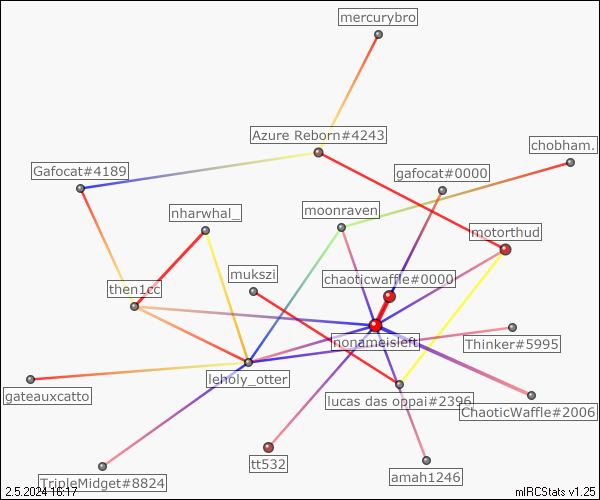 mercurybro
Azure Reborn#4243
chobham.
Gafocat#4189
gafocat#0000
nharwhal_
moonraven
motorthud
mukszi
chaoticwaffle#0000
then1cc
nonameisleft
Thinker#5995
leholy_otter
gateauxcatto
lucas das oppai#2396
ChaoticWaffle#2006
tt532
amah1246
TripleMidget#8824
2.5.2024 16:17
mIRCStats v1.25